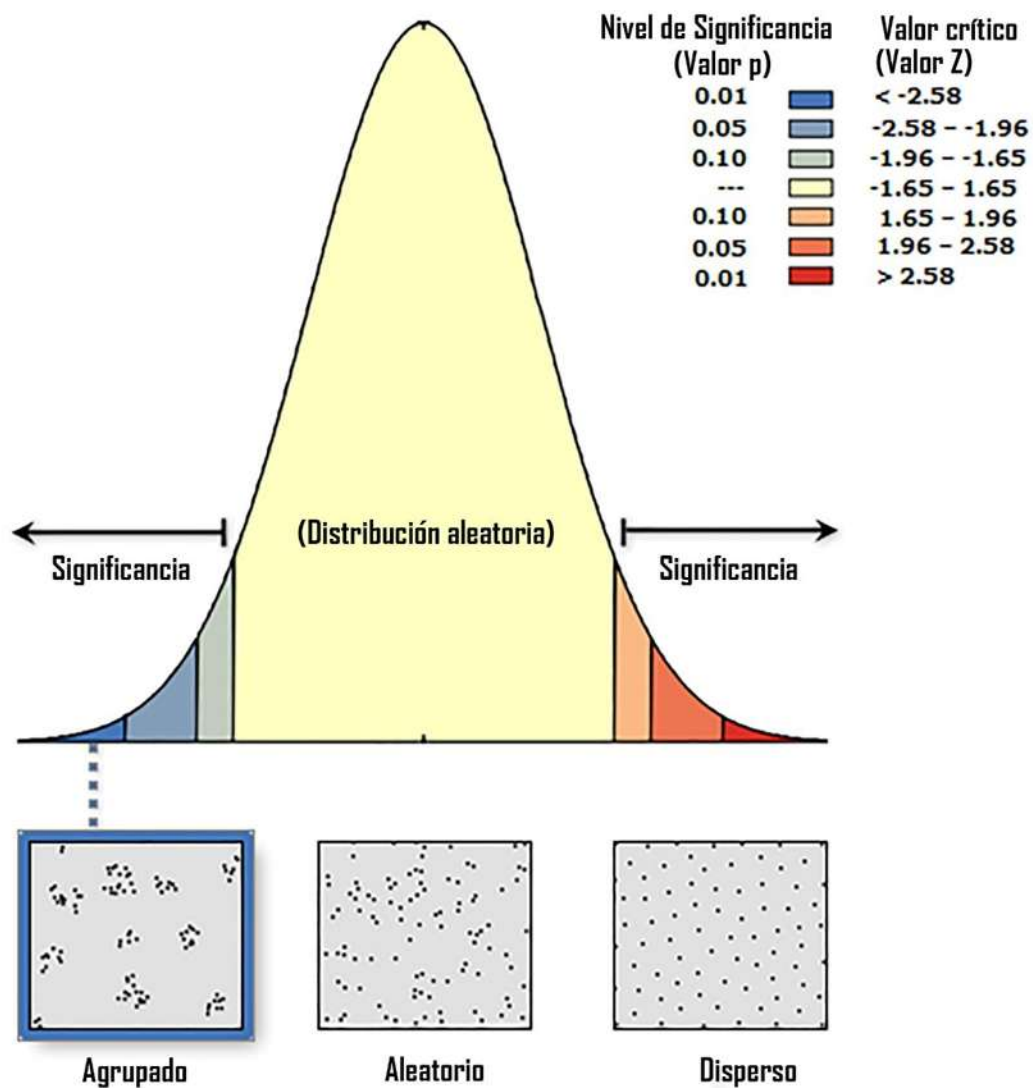 Nivel de Significancia Valor crítico
(Valor p) (Valor Z)
0.01 < -2.58
0.05 -2.58 – -1.96
0.10 -1.96 – -1.65
--- -1.65 – 1.65
0.10 1.65 – 1.96
0.05 1.96 – 2.58
0.01 > 2.58
(Distribución aleatoria)
Significancia Significancia
Agrupado Aleatorio Disperso